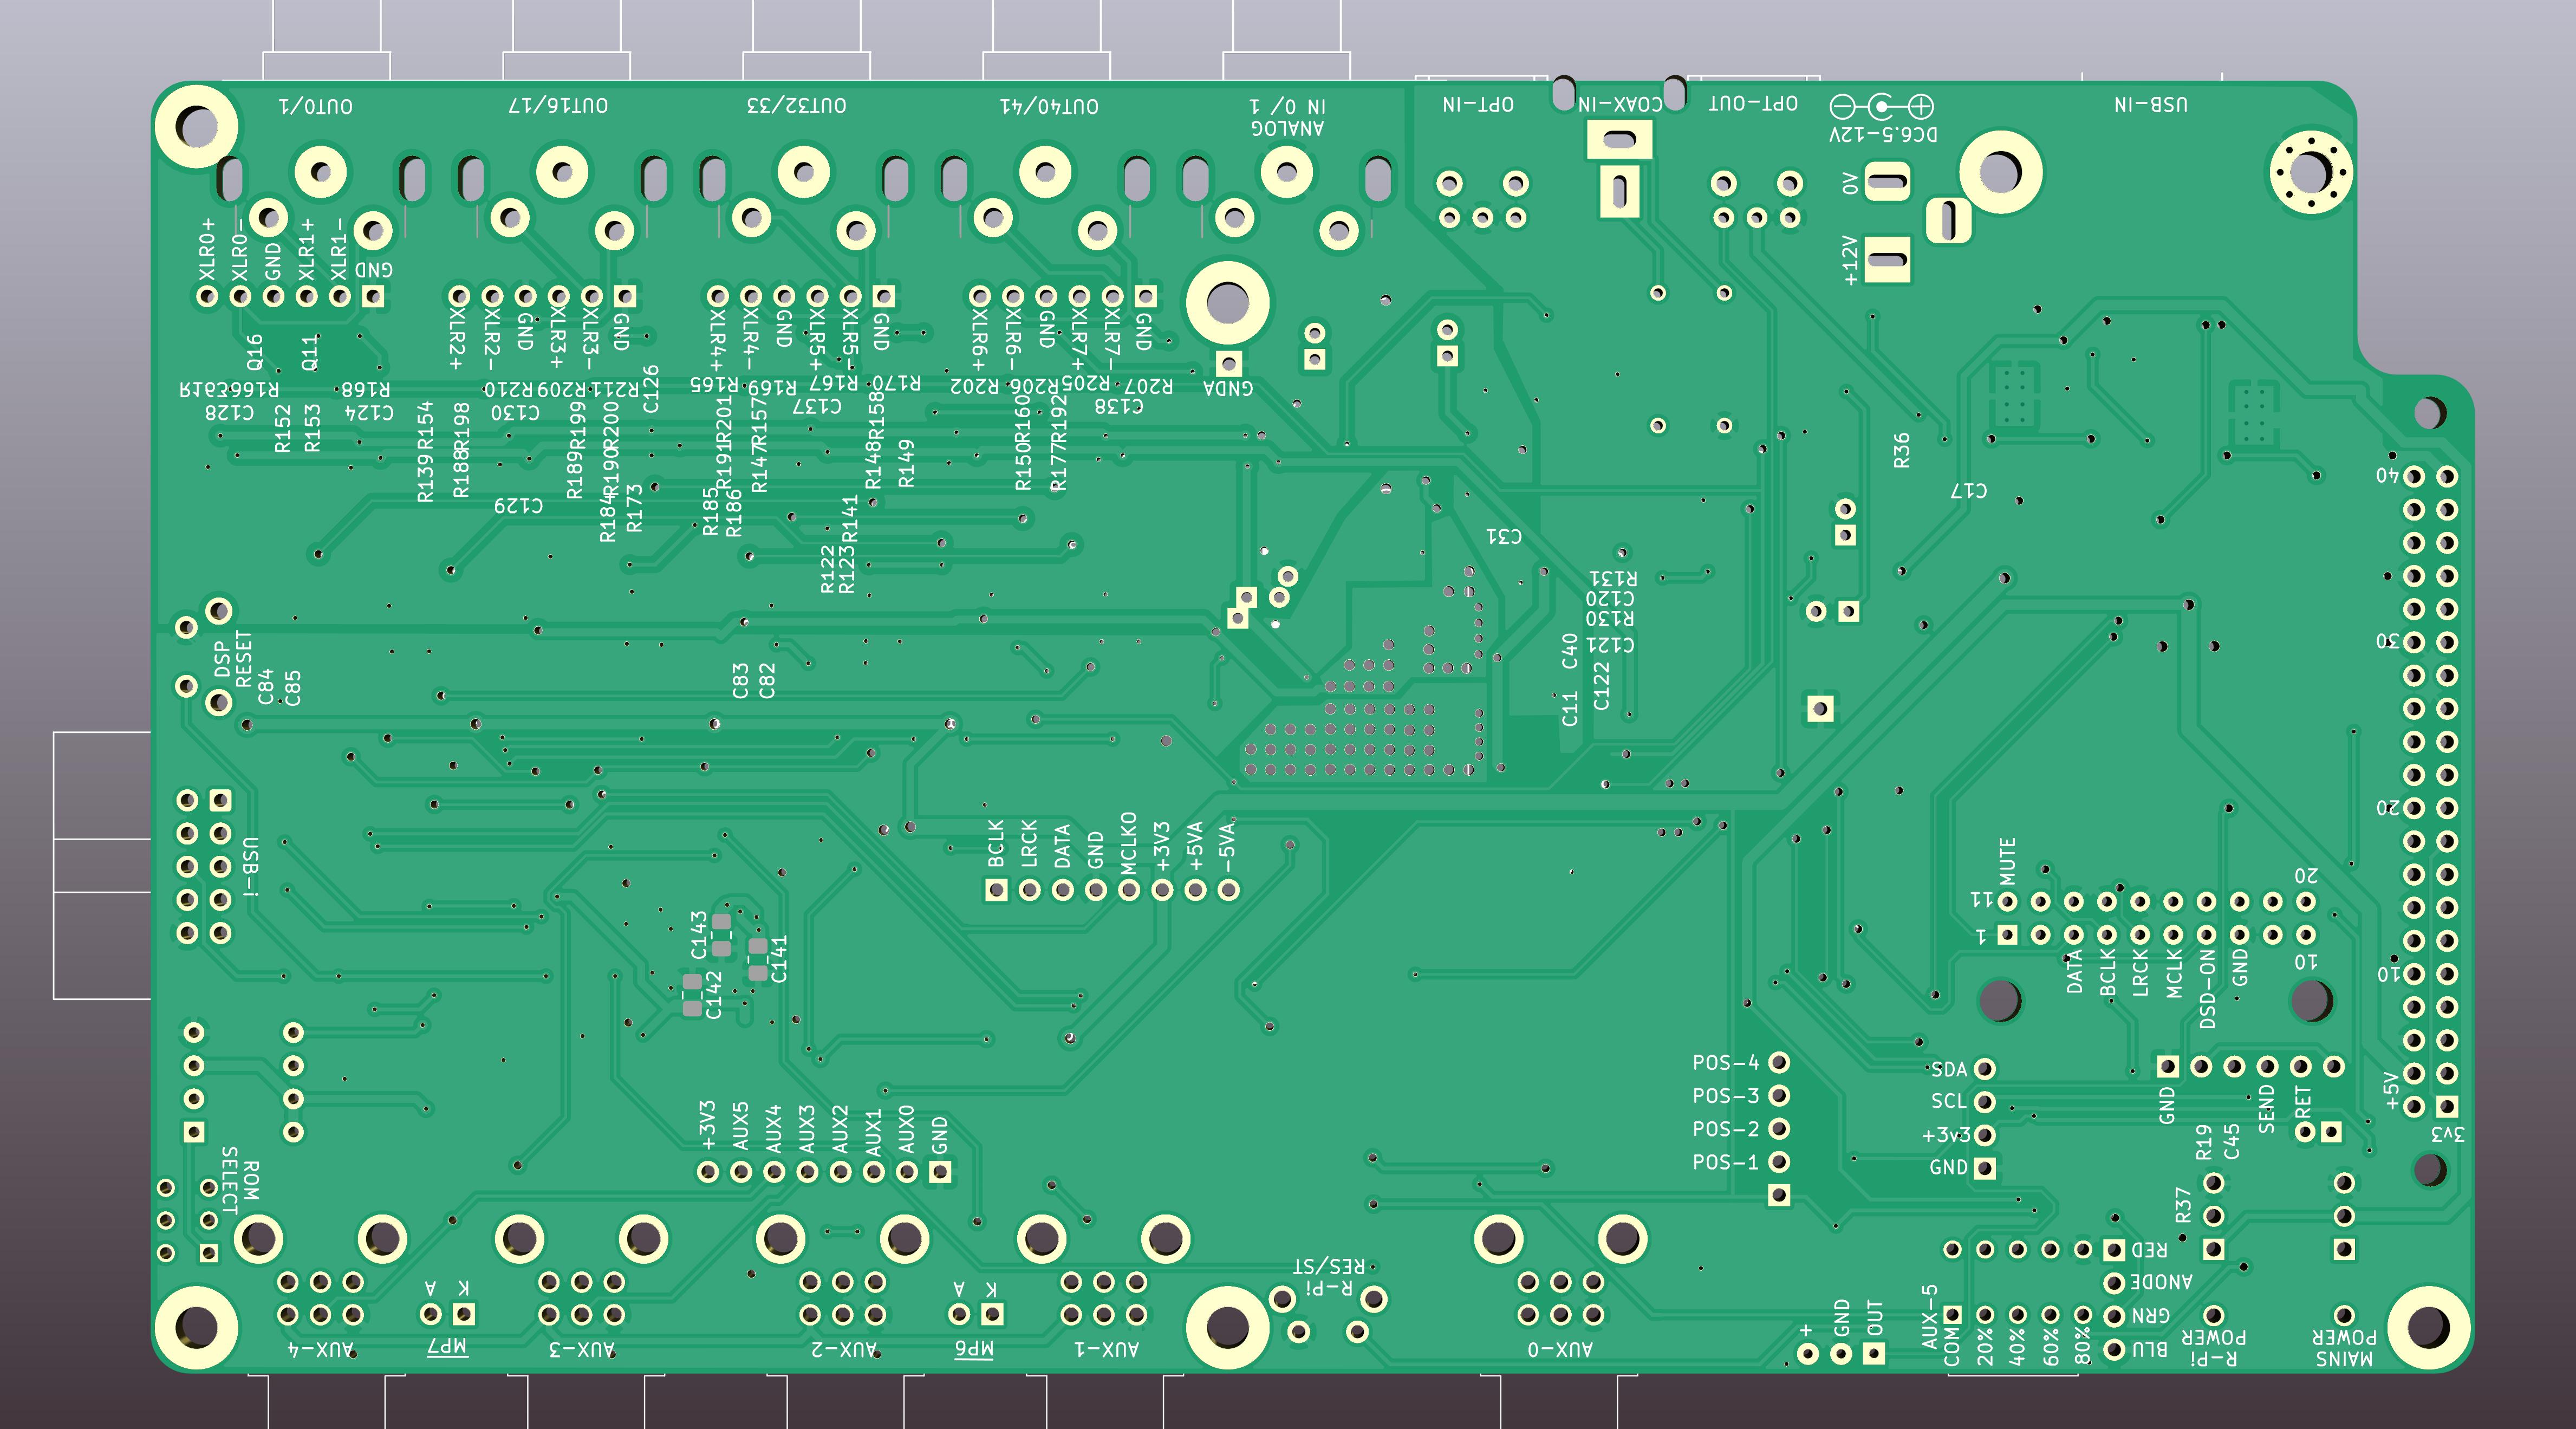 OUT0/1
OUT16/17
OUT32/33
OUT40/41
ANALOG
IN 0/ 1
OPT-IN
COAX-IN
OPT-OUT
DC6.5-12V
USB-IN
0V
+12V
XLR0+
XLR0-
GND
XLR1+
XLR1-
GND
XLR2+
XLR2-
GND
XLR3+
XLR3-
GND
XLR4+
XLR4-
GND
XLR5+
XLR5-
GND
XLR6+
XLR6-
GND
XLR7+
XLR7-
GND
GNDA
Q16
Q11
R166
R168
R210
R209
R211
C126
R165
R169
R167
R170
R202
R206
R205
R207
C128
C124
C130
C137
C138
R152
R153
R154
R139
R198
R188
R199
R189
R200
R190
R184
R173
C129
R201
R191
R157
R147
R185
R186
R158
R148
R149
R141
R122
R123
R160
R150
R192
R177
R36
C17
C31
R131
C120
R130
C121
C40
C11
C122
40
30
20
10
+5V
3v3
DSP
RESET
C84
C85
C83
C82
USB-i
BCLK
LRCK
DATA
GND
MCLKO
+3V3
+5VA
-5VA
C143
C141
C142
MUTE
11
20
1
10
DATA
BCLK
LRCK
MCLK
DSD-ON
GND
POS-4
POS-3
POS-2
POS-1
SDA
SCL
+3v3
GND
GND
SEND
RET
R19
C45
R37
+3V3
AUX5
AUX4
AUX3
AUX2
AUX1
AUX0
GND
ROM
SELECT
A
K
MP7
A
K
MP6
AUX-4
AUX-3
AUX-2
AUX-1
R-Pi
RES/ST
AUX-0
+
GND
OUT
AUX-5
COM
20%
40%
60%
80%
RED
ANODE
GRN
BLU
R-Pi
POWER
MAINS
POWER